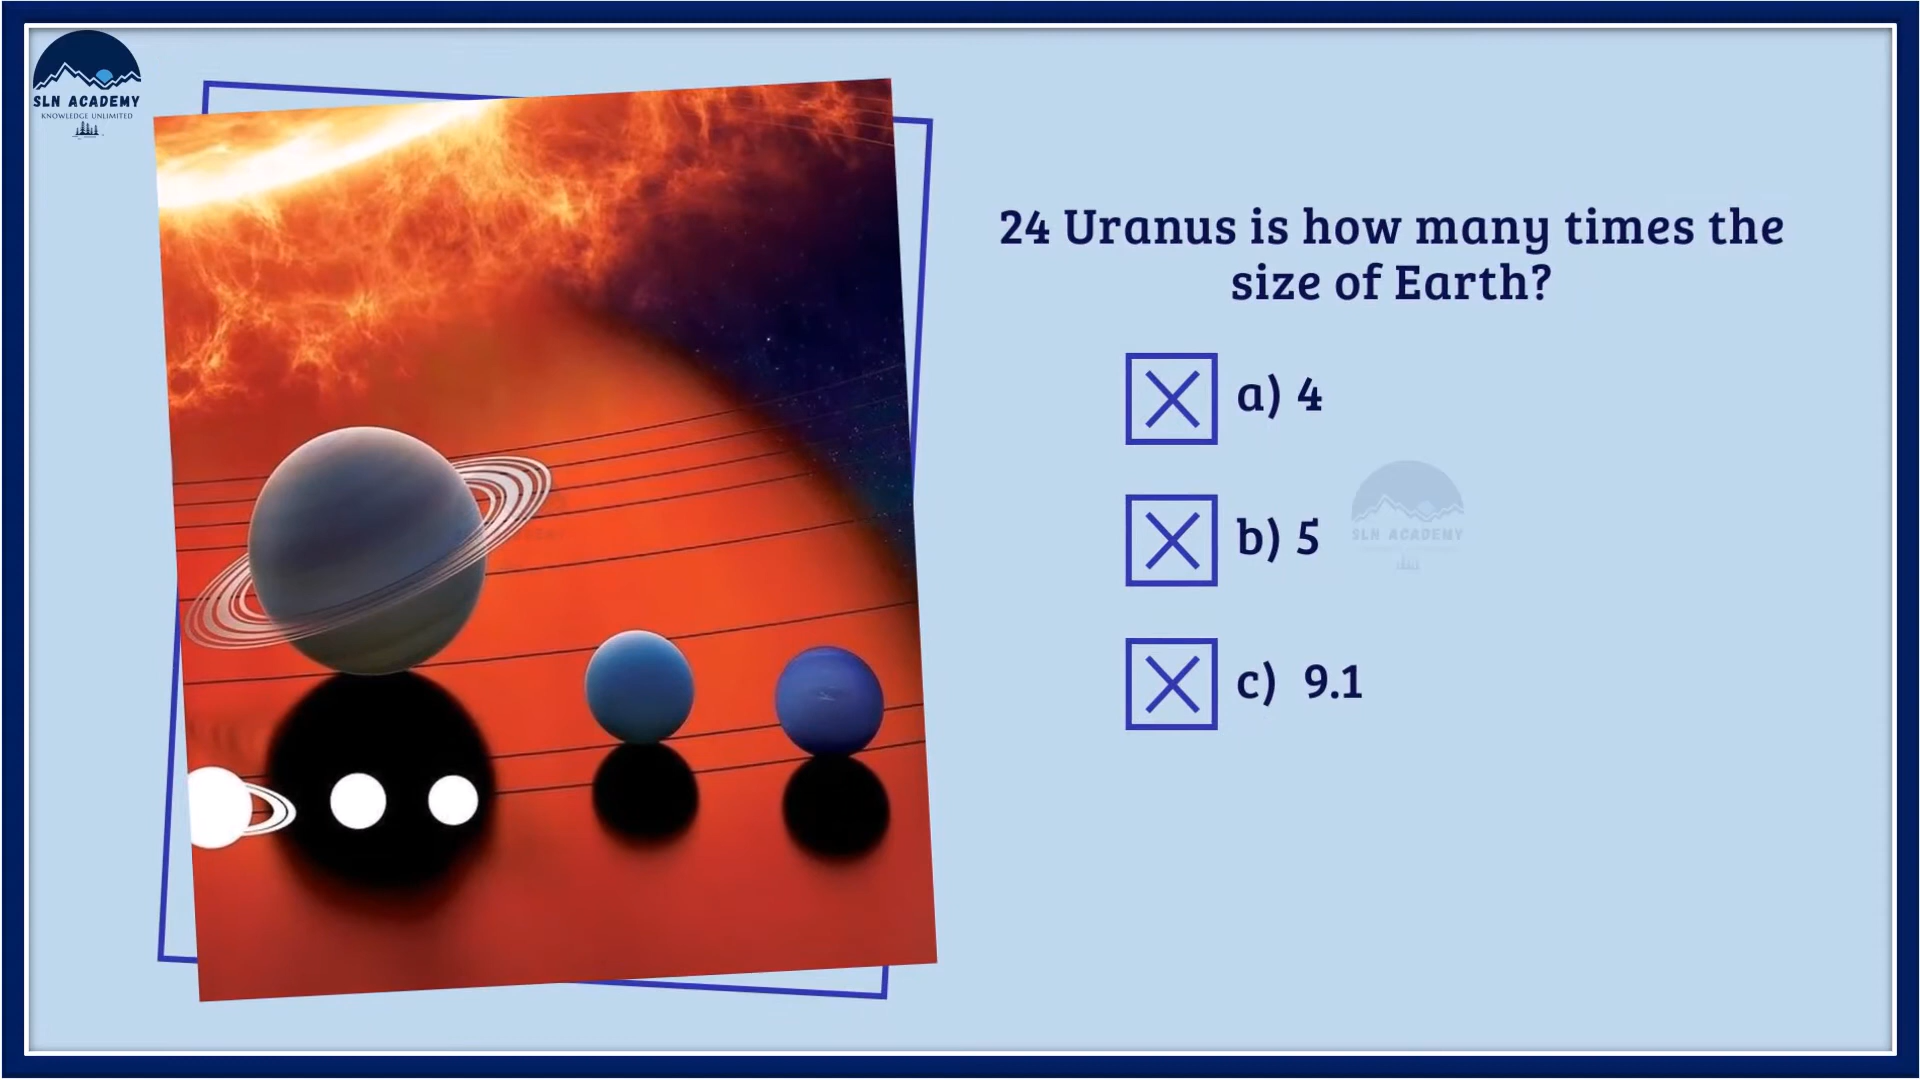 SLN ACADEMY
KNOWLEDGE UNLIMITED
24 Uranus is how many times the
size of Earth?
a) 4
b) 5
SLN ACADEMY
c) 9.1